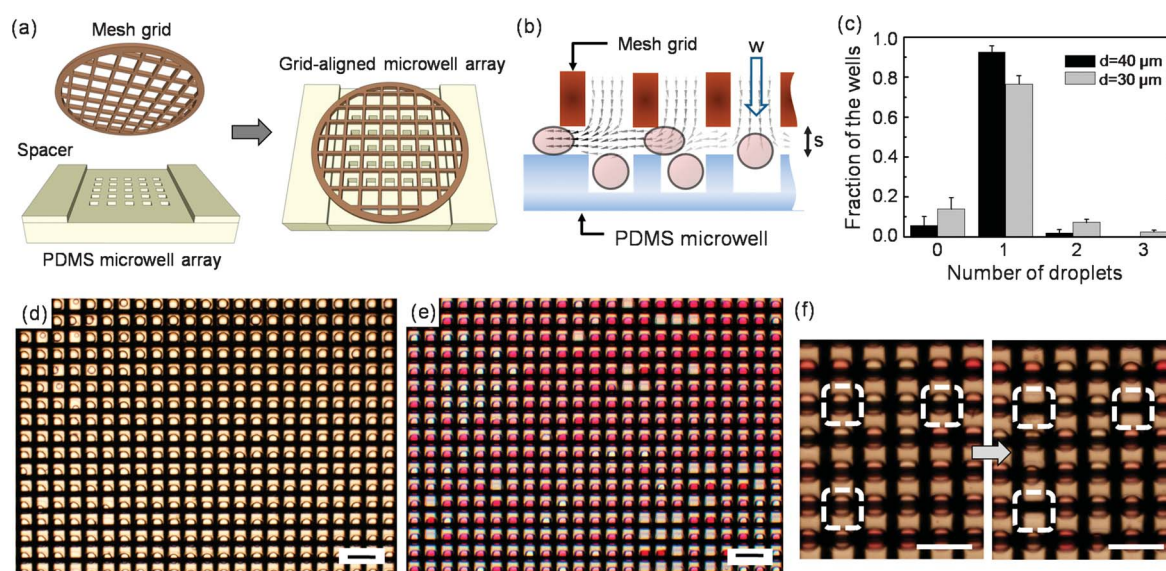 (a)
Mesh grid
Grid-aligned microwell array
Spacer
PDMS microwell array
(b)
Mesh grid
w
s
PDMS microwell
(c)
1.0
0.8
0.6
0.4
0.2
0.0
d=40 μm
d=30 μm
0 1 2 3
Fraction of the wells
Number of droplets
(d)
(e)
(f)